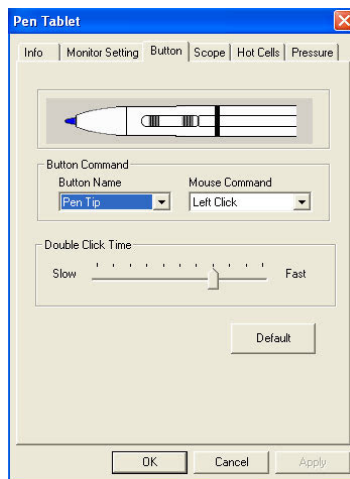 Pen Tablet
Info Monitor Setting Button Scope Hot Cells Pressure
Button Command
Button Name Mouse Command
Pen Tip Left Click
Double Click Time
Slow Fast
Default
OK Cancel Apply